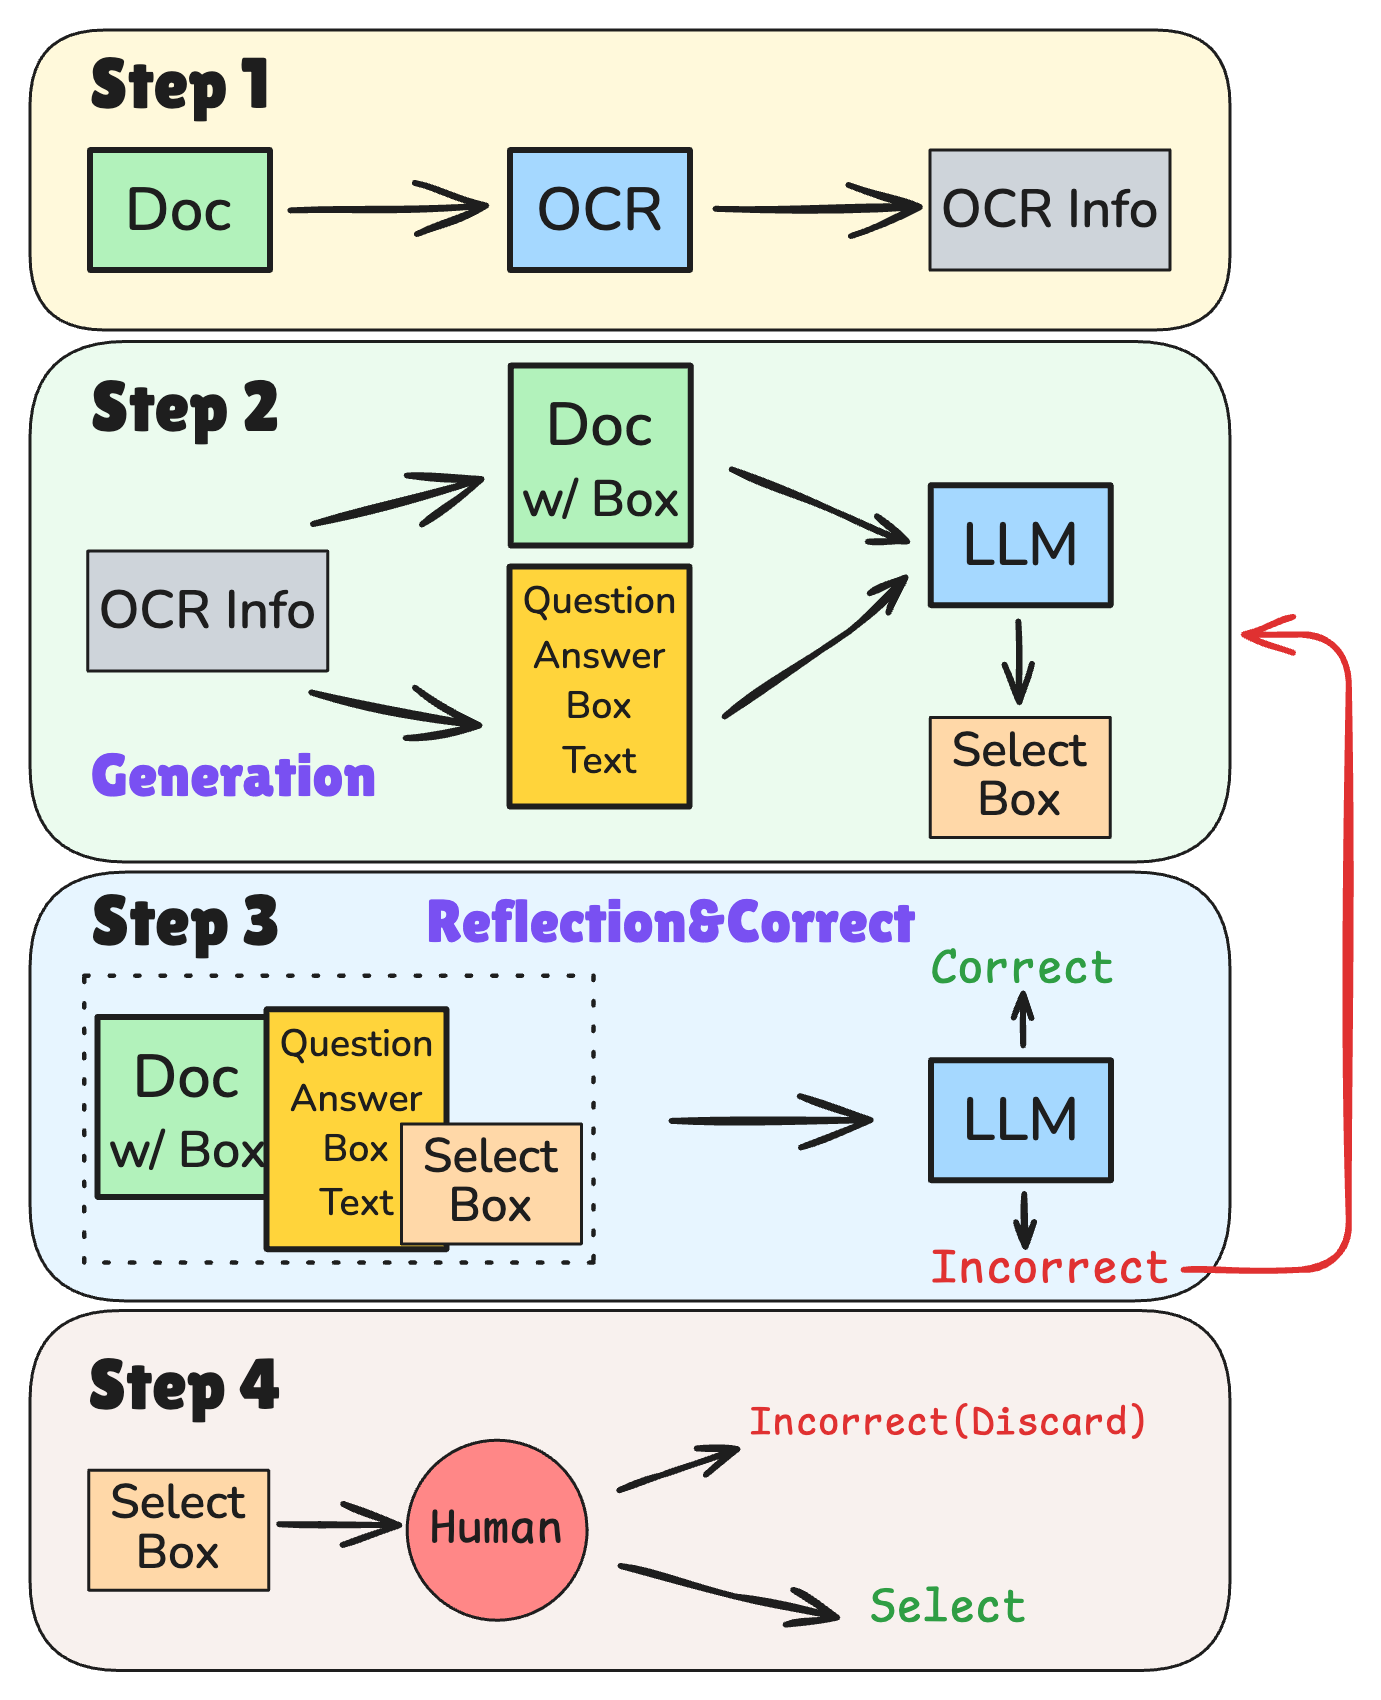 Step 1
Doc
OCR
OCR Info
Step 2
Doc
w/ Box
OCR Info
Question
Answer
Box
Text
LLM
Select
Box
Generation
Step 3
Reflection&Correct
Doc
w/ Box
Question
Answer
Box
Text
Select
Box
Correct
LLM
Incorrect
Step 4
Select
Box
Human
Incorrect(Discard)
Select